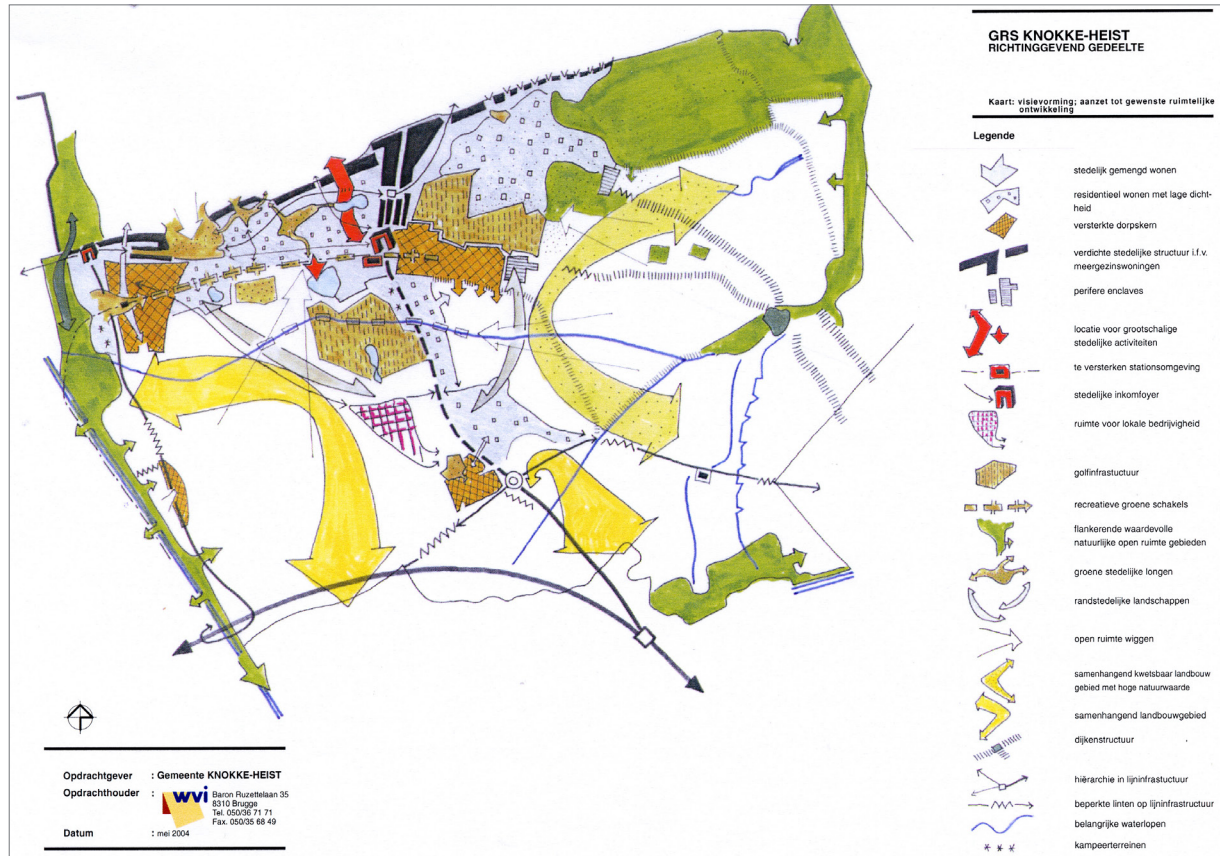 GRS KNOKKE-HEIST
RICHTINGGEVEND GEDEELTE
Kaart: visievorming; aanzet tot gewenste ruimtelijke
ontwikkeling
Legende
stedelijk gemengd wonen
residentieel wonen met lage dicht-
heid
versterkte dorpskern
verdichte stedelijke structuur i.f.v.
meergezinswoningen
perifere enclaves
locatie voor grootschalige
stedelijke activiteiten
te versterken stationsomgeving
stedelijke inkomfoyer
ruimte voor lokale bedrijvigheid
golfinfrastuctuur
recreatieve groene schakels
flankerende waardevolle
natuurlijke open ruimte gebieden
groene stedelijke longen
randstedelijke landschappen
open ruimte wiggen
samenhangend kwetsbaar landbouw
gebied met hoge natuurwaarde
samenhangend landbouwgebied
dijkenstructuur
hiërarchie in lijninfrastuctuur
beperkte linten op lijninfrastructuur
belangrijke waterlopen
kampeerterreinen
Opdrachtgever : Gemeente KNOKKE-HEIST
Opdrachthouder :
wvi
Baron Ruzettelaan 35
8310 Brugge
Tel. 050/36 71 71
Fax. 050/35 68 49
Datum : mei 2004